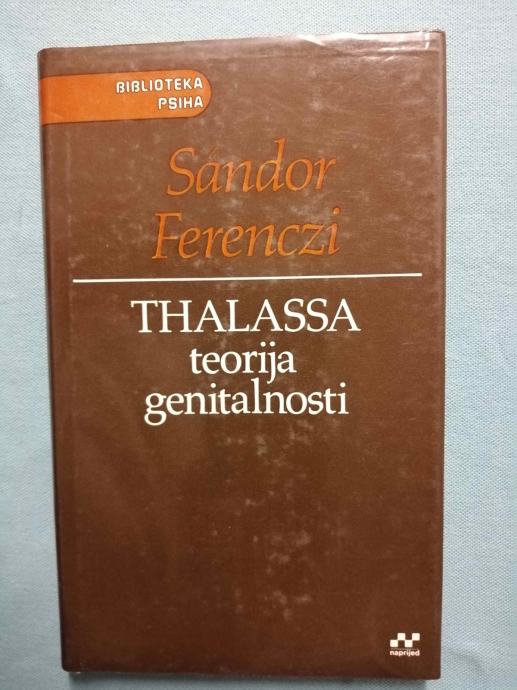 BIBLIOTEKA
PSIHA
Sándor
Ferenczi
THALASSA
teorija
genitalnosti
naprijed